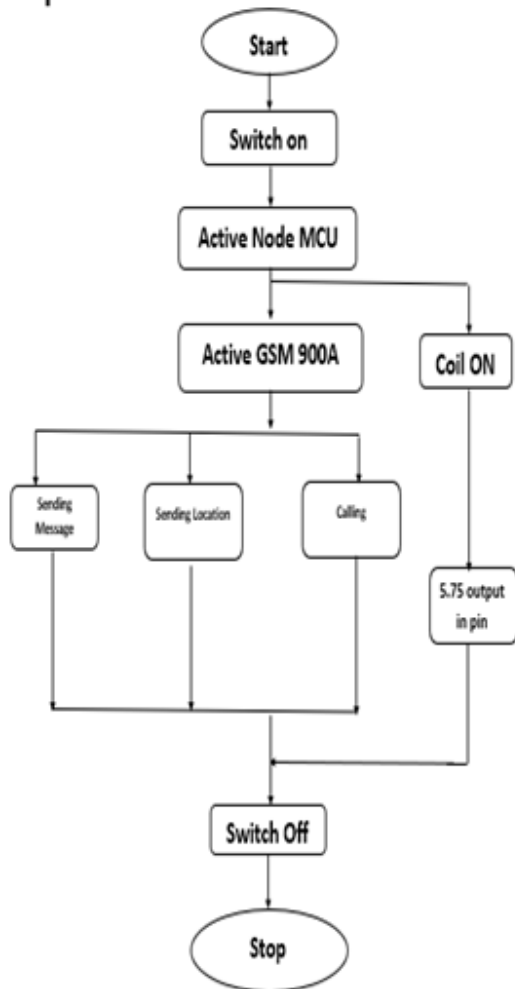 Start
Switch on
Active Node MCU
Active GSM 900A
Coil ON
Sending
Message
Sending Location
Calling
5.75 output
in pin
Switch Off
Stop